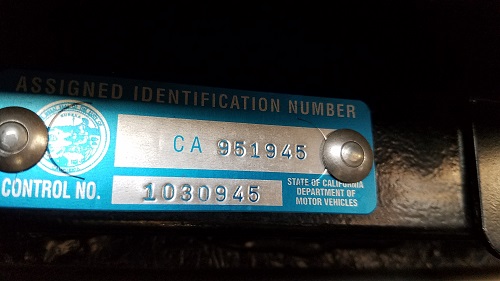 ASSIGNED IDENTIFICATION NUMBER
CA 951945
CONTROL NO. 1030945
STATE OF CALIFORNIA
DEPARTMENT OF
MOTOR VEHICLES